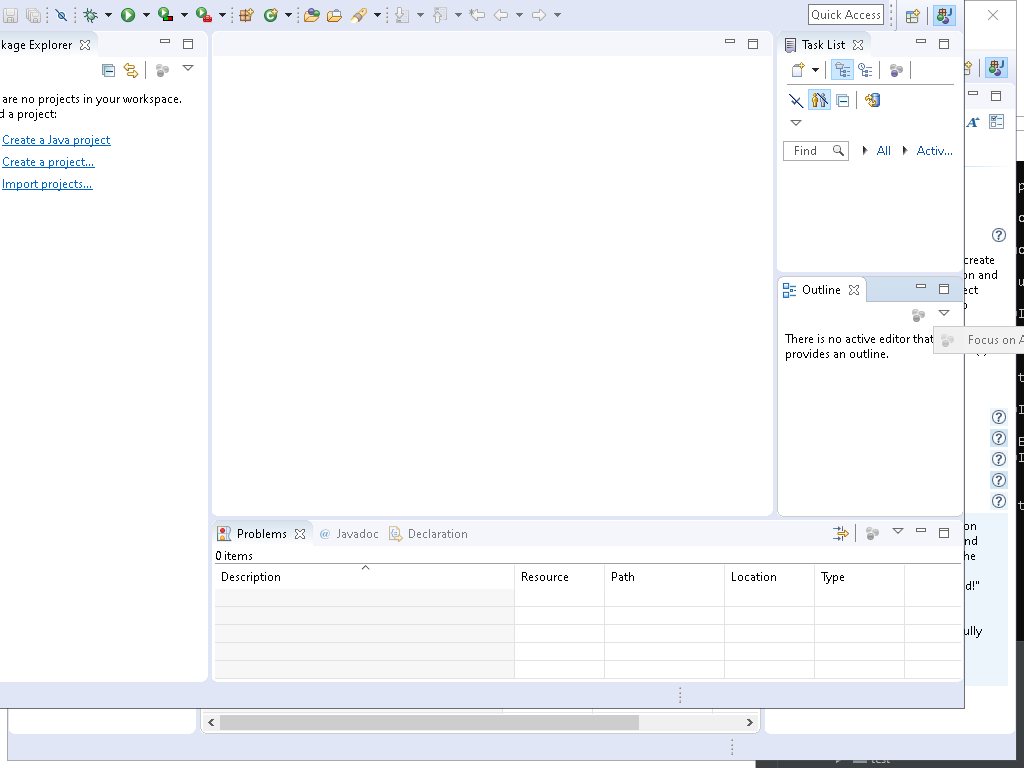 Quick Access
kage Explorer
Task List
are no projects in your workspace.
d a project:
Create a Java project
Create a project...
Import projects...
Find
All
Activ...
create
on and
ect
Outline
There is no active editor that
provides an outline.
Focus on A
on
nd
he
d!"
ully
Problems
@ Javadoc
Declaration
0 items
Description
Resource
Path
Location
Type